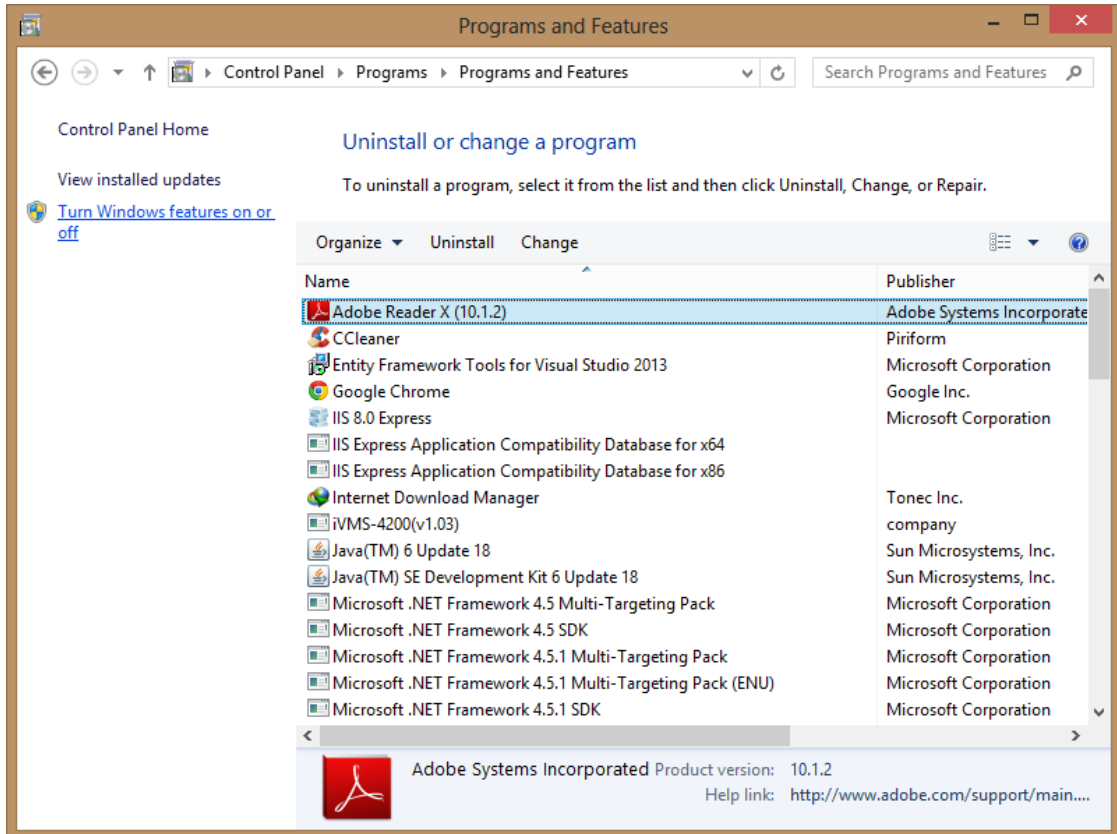 Programs and Features
Control Panel Programs Programs and Features
Search Programs and Features
Control Panel Home
View installed updates
Turn Windows features on or
off
Uninstall or change a program
To uninstall a program, select it from the list and then click Uninstall, Change, or Repair.
Organize Uninstall Change
Name Publisher
Adobe Reader X (10.1.2) Adobe Systems Incorporate
CCleaner Piriform
Entity Framework Tools for Visual Studio 2013 Microsoft Corporation
Google Chrome Google Inc.
IIS 8.0 Express Microsoft Corporation
IIS Express Application Compatibility Database for x64
IIS Express Application Compatibility Database for x86
Internet Download Manager Tonec Inc.
iVMS-4200(v1.03) company
Java(TM) 6 Update 18 Sun Microsystems, Inc.
Java(TM) SE Development Kit 6 Update 18 Sun Microsystems, Inc.
Microsoft .NET Framework 4.5 Multi-Targeting Pack Microsoft Corporation
Microsoft .NET Framework 4.5 SDK Microsoft Corporation
Microsoft .NET Framework 4.5.1 Multi-Targeting Pack Microsoft Corporation
Microsoft .NET Framework 4.5.1 Multi-Targeting Pack (ENU) Microsoft Corporation
Microsoft .NET Framework 4.5.1 SDK Microsoft Corporation
Adobe Systems Incorporated Product version: 10.1.2
Help link: http://www.adobe.com/support/main....